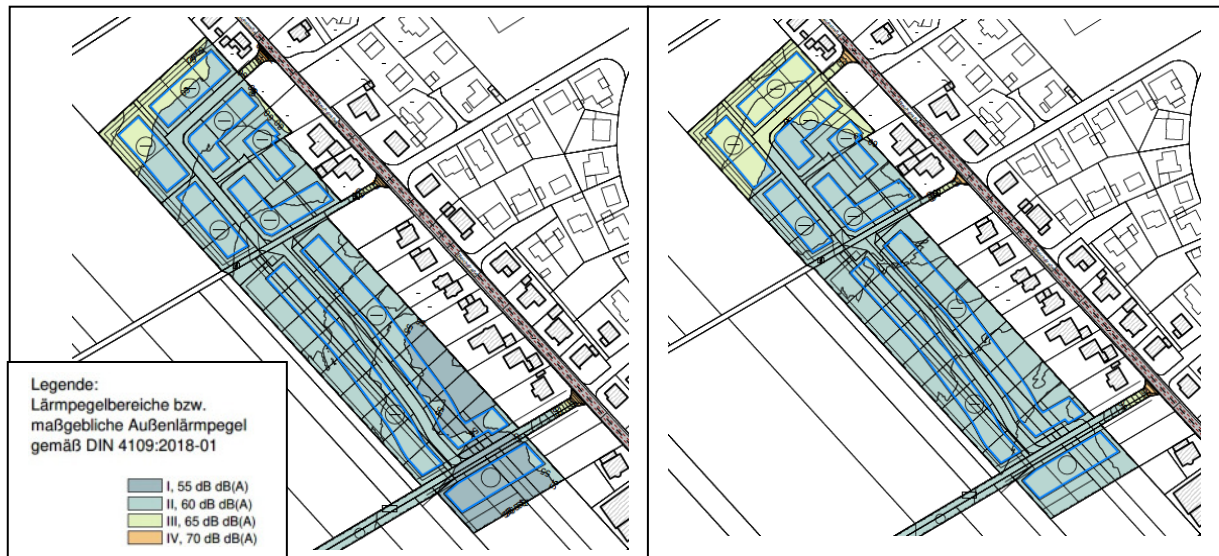 Legende:
Lärmpegelbereiche bzw.
maßgebliche Außenlärmpegel
gemäß DIN 4109:2018-01
I, 55 dB dB(A)
II, 60 dB dB(A)
III, 65 dB dB(A)
IV, 70 dB dB(A)